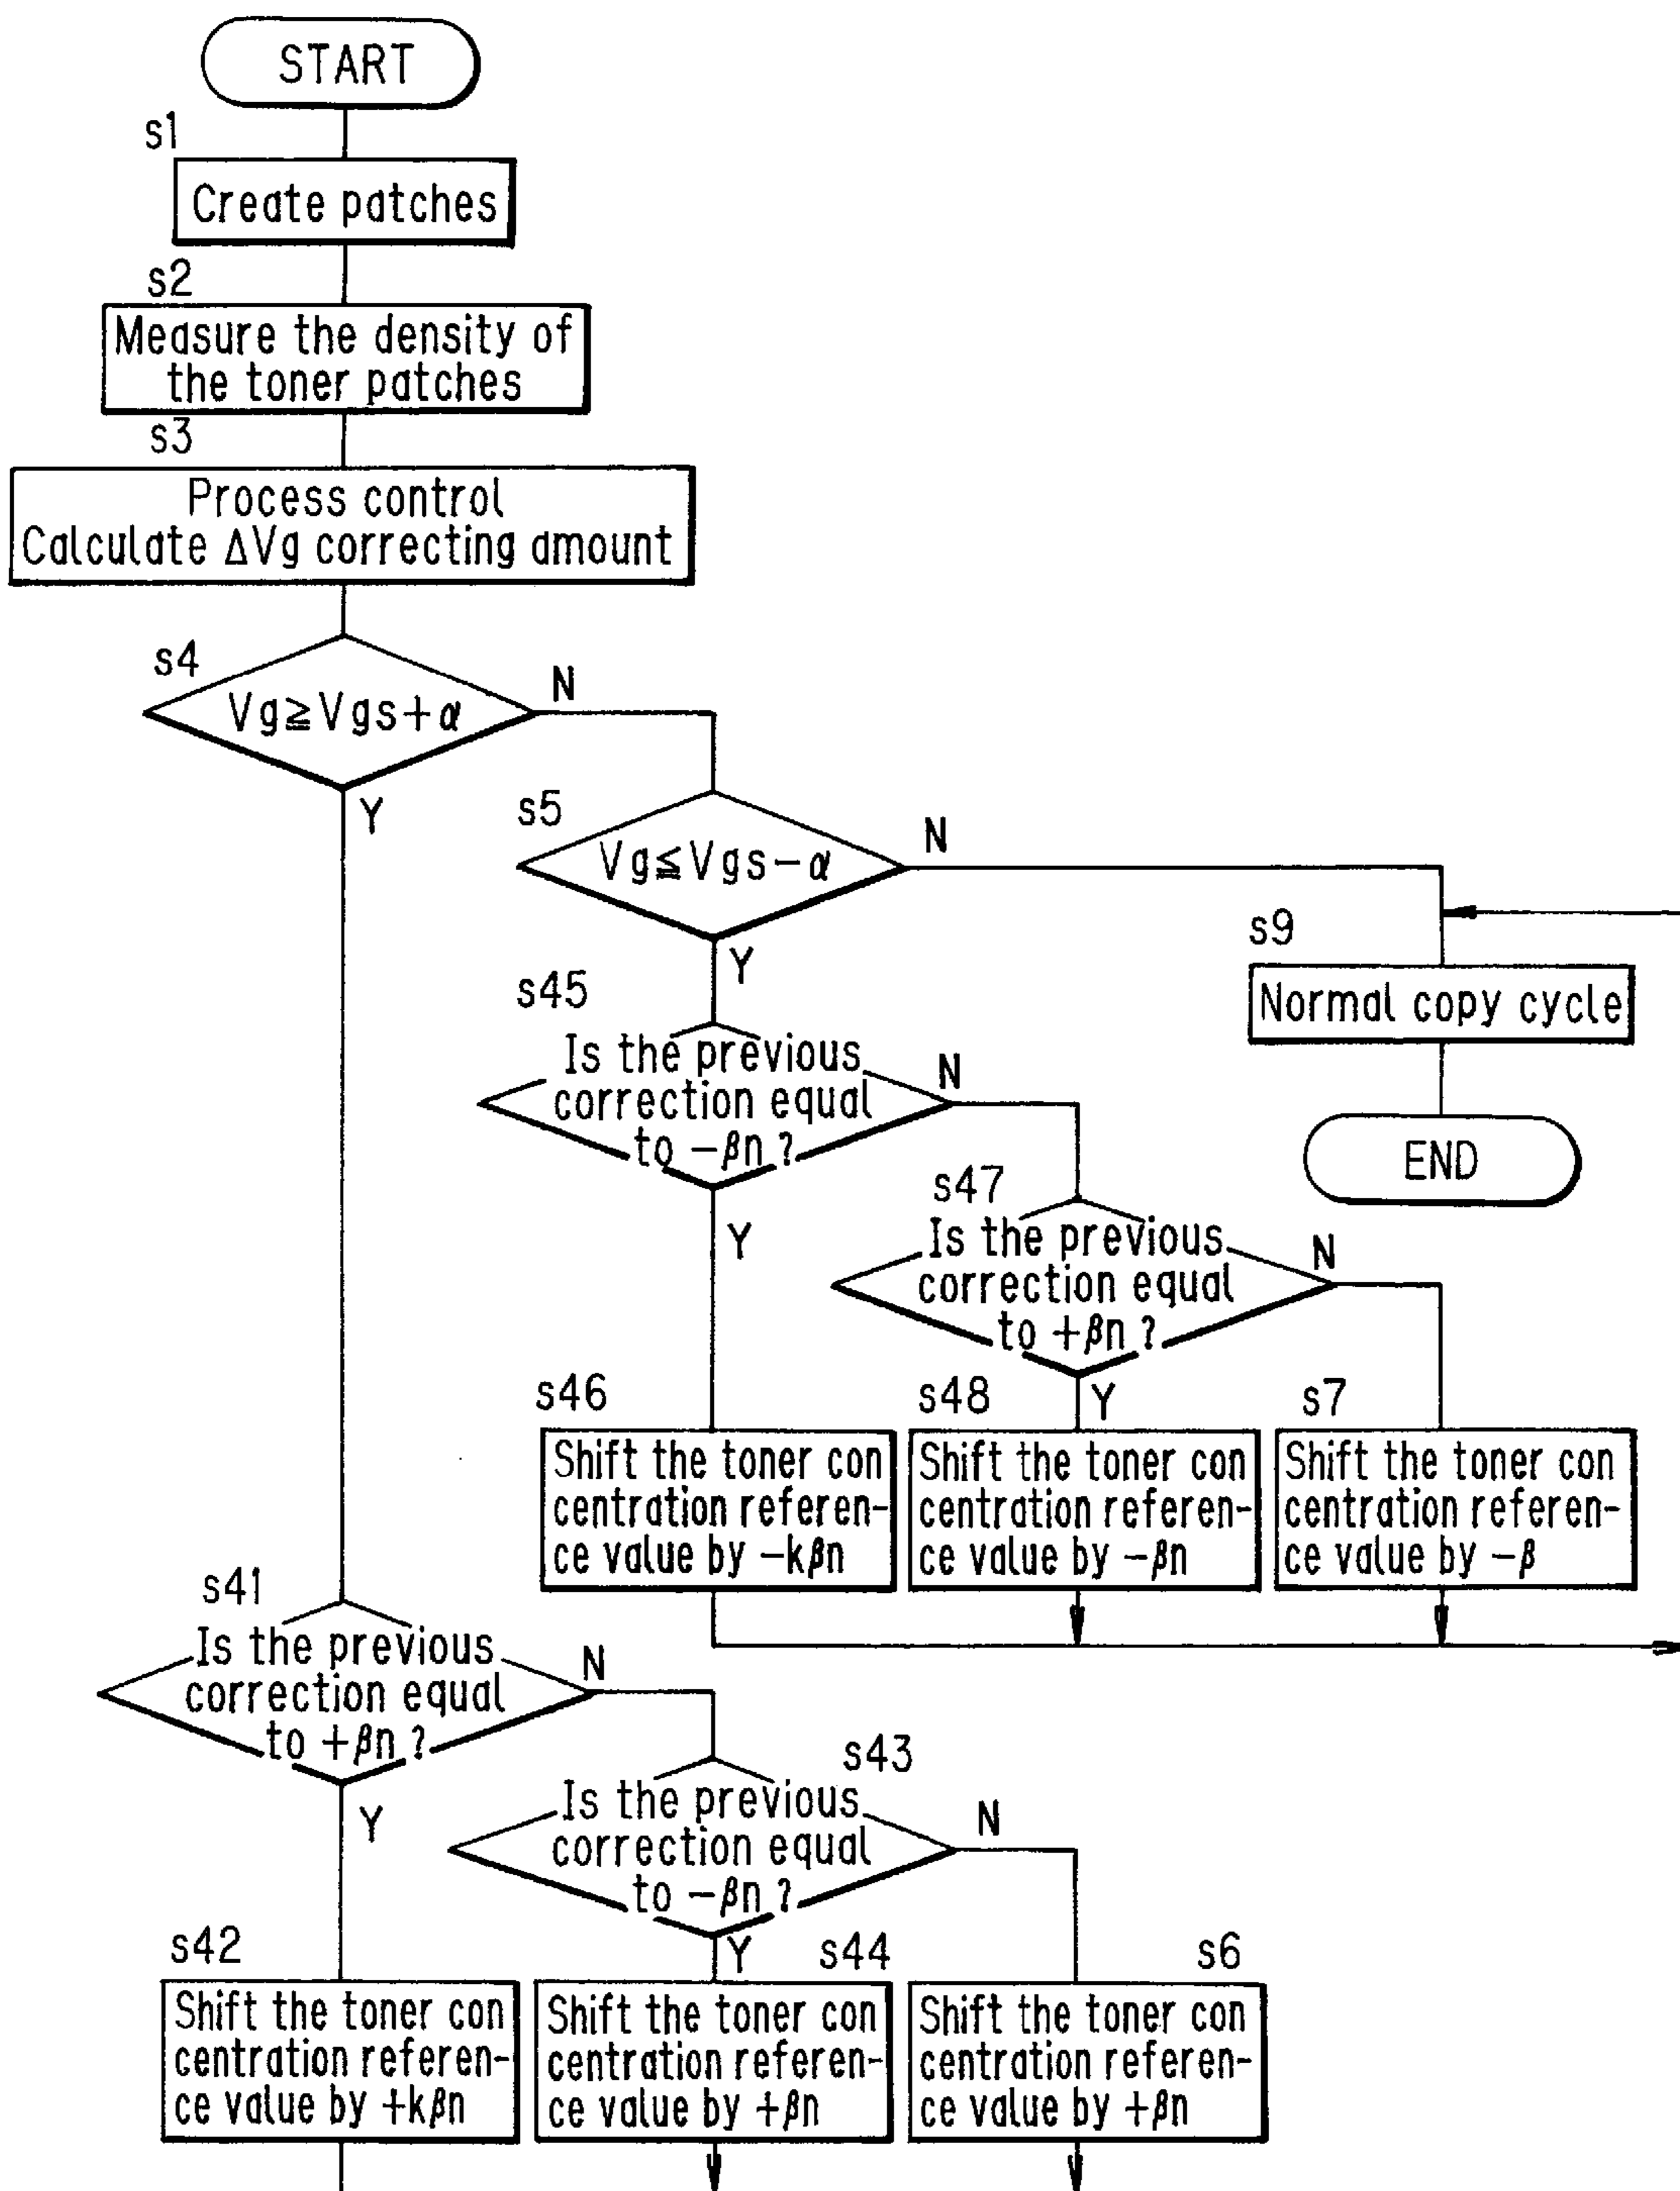 START
s1
Create patches
s2
Measure the density of
the toner patches
s3
Process control
Calculate ΔVg correcting amount
s4
Vg≧Vgs+α
N
Y
s5
Vg≦Vgs−α
N
Y
s9
Normal copy cycle
END
s45
Is the previous
correction equal
to −βn ?
N
Y
s47
Is the previous
correction equal
to +βn ?
N
Y
s46
Shift the toner con
centration referen-
ce value by −kβn
s48
Shift the toner con
centration referen-
ce value by −βn
s7
Shift the toner con
centration referen-
ce value by −β
s41
Is the previous
correction equal
to +βn ?
N
Y
s43
Is the previous
correction equal
to −βn ?
N
Y
s42
Shift the toner con
centration referen-
ce value by +kβn
s44
Shift the toner con
centration referen-
ce value by +βn
s6
Shift the toner con
centration referen-
ce value by +βn